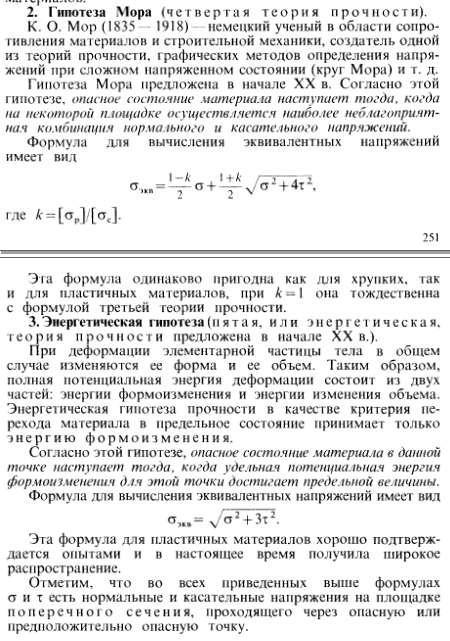 материалов.
2. Гипотеза Мора (четвертая теория прочности).
К. О. Мор (1835—1918)—немецкий ученый в области сопро-
тивления материалов и строительной механики, создатель одной
из теорий прочности, графических методов определения напря-
жений при сложном напряженном состоянии (круг Мора) и т. д.
Гипотеза Мора предложена в начале XX в. Согласно этой
гипотезе, опасное состояние материала наступает тогда, когда
на некоторой площадке осуществляется наиболее неблагоприят-
ная комбинация нормального и касательного напряжений.
Формула для вычисления эквивалентных напряжений
имеет вид
σэкв = 1−k/2 σ + 1+k/2 √σ²+4τ²,
где k=[σр]/[σс].
251
Эта формула одинаково пригодна как для хрупких, так
и для пластичных материалов, при k=1 она тождественна
с формулой третьей теории прочности.
3. Энергетическая гипотеза (пятая, или энергетическая,
теория прочности предложена в начале XX в.).
При деформации элементарной частицы тела в общем
случае изменяются ее форма и ее объем. Таким образом,
полная потенциальная энергия деформации состоит из двух
частей: энергии формоизменения и энергии изменения объема.
Энергетическая гипотеза прочности в качестве критерия пе-
рехода материала в предельное состояние принимает только
энергию формоизменения.
Согласно этой гипотезе, опасное состояние материала в данной
точке наступает тогда, когда удельная потенциальная энергия
формоизменения для этой точки достигает предельной величины.
Формула для вычисления эквивалентных напряжений имеет вид
σэкв = √σ²+3τ².
Эта формула для пластичных материалов хорошо подтверж-
дается опытами и в настоящее время получила широкое
распространение.
Отметим, что во всех приведенных выше формулах
σ и τ есть нормальные и касательные напряжения на площадке
поперечного сечения, проходящего через опасную или
предположительно опасную точку.